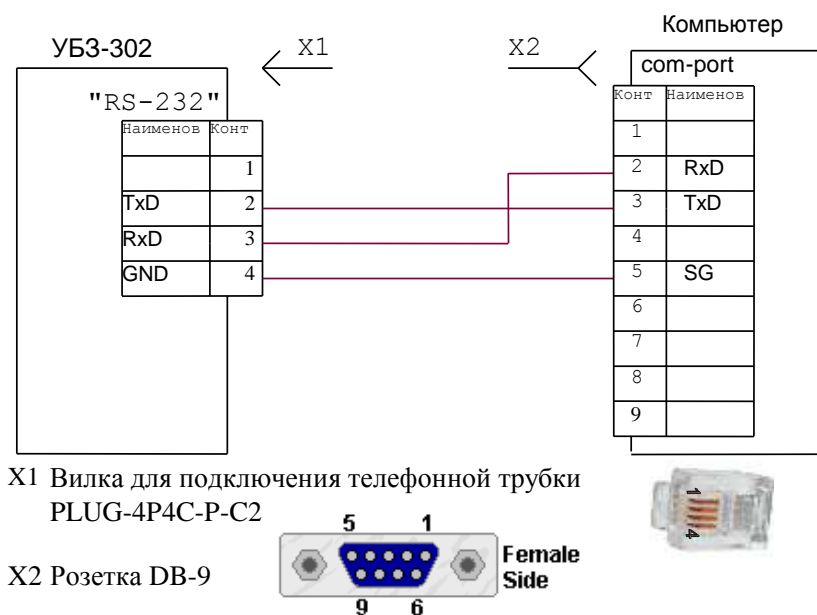 Компьютер
УБЗ-302
X1
X2
com-port
"RS-232"
Наименов Конт
1
TxD 2
RxD 3
GND 4
Конт Наименов
1
2 RxD
3 TxD
4
5 SG
6
7
8
9
X1 Вилка для подключения телефонной трубки
PLUG-4P4C-P-C2
1
4
X2 Розетка DB-9
5 1
Female
Side
9 6